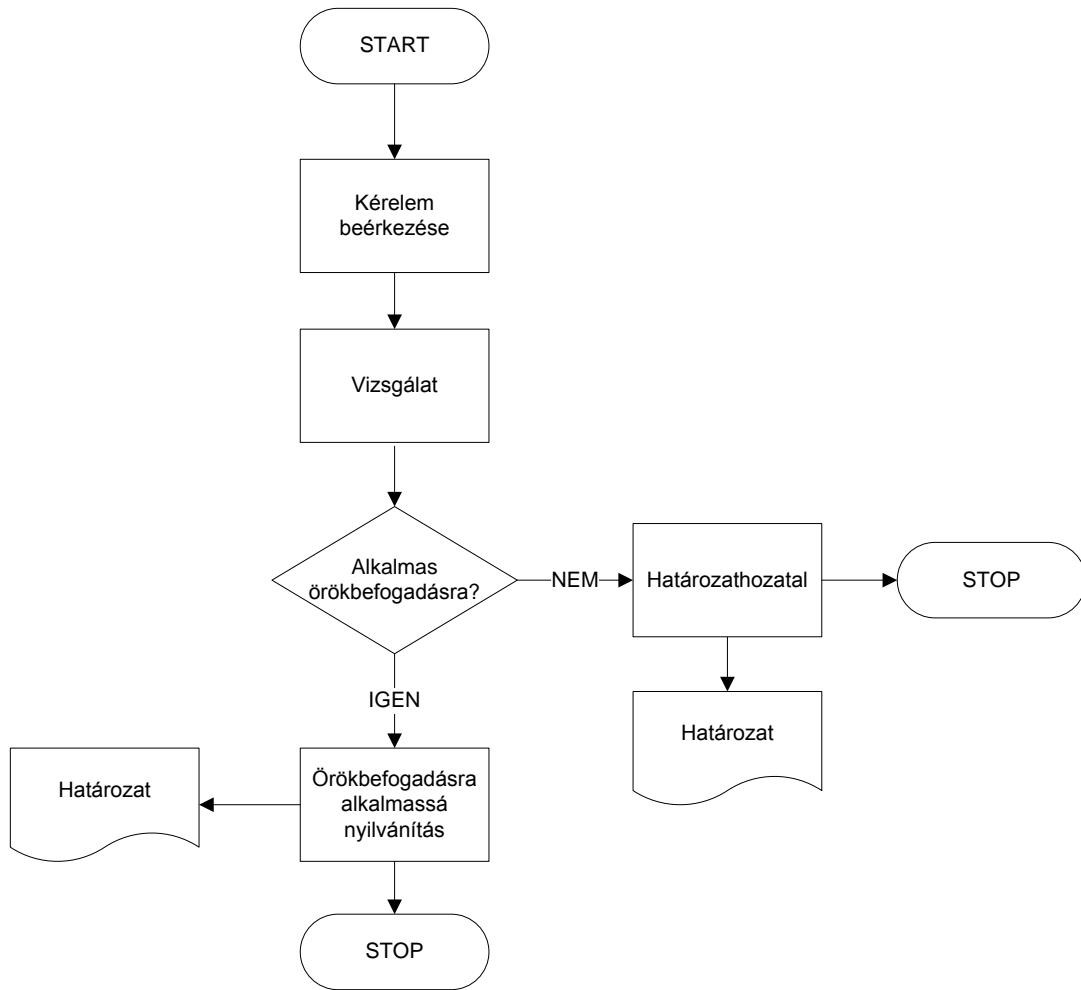 START
Kérelem
beérkezése
Vizsgálat
Alkalmas
örökbefogadásra?
NEM
Határozathozatal
STOP
IGEN
Határozat
Határozat
Örökbefogadásra
alkalmassá
nyilvánítás
STOP